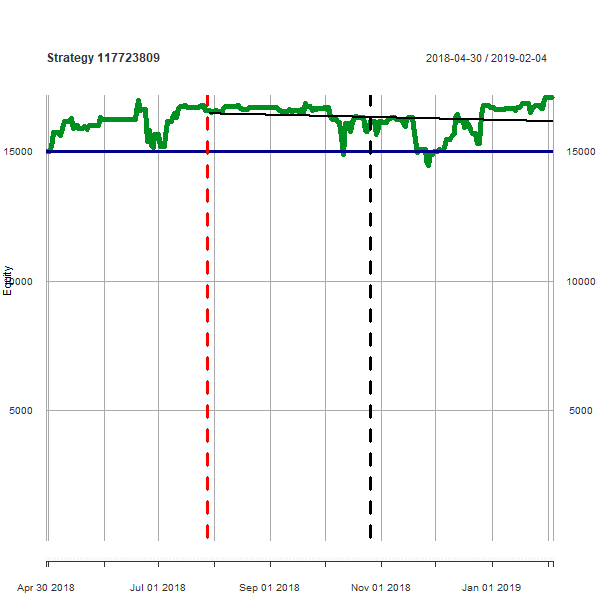 Strategy 117723809 2018-04-30 / 2019-02-04
15000 15000
Equity
10000 10000
5000 5000
Apr 30 2018 Jul 01 2018 Sep 01 2018 Nov 01 2018 Jan 01 2019